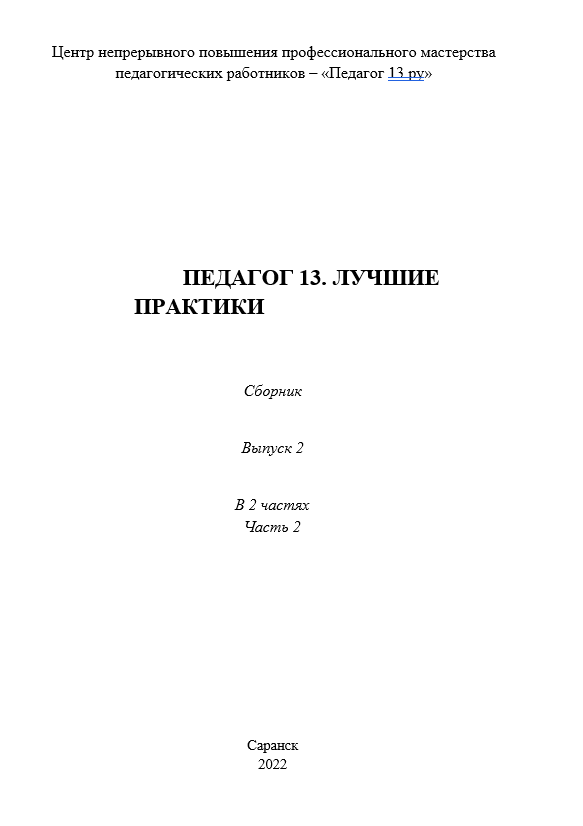 Центр непрерывного повышения профессионального мастерства
педагогических работников – «Педагог 13.ру»
ПЕДАГОГ 13. ЛУЧШИЕ
ПРАКТИКИ
Сборник
Выпуск 2
В 2 частях
Часть 2
Саранск
2022